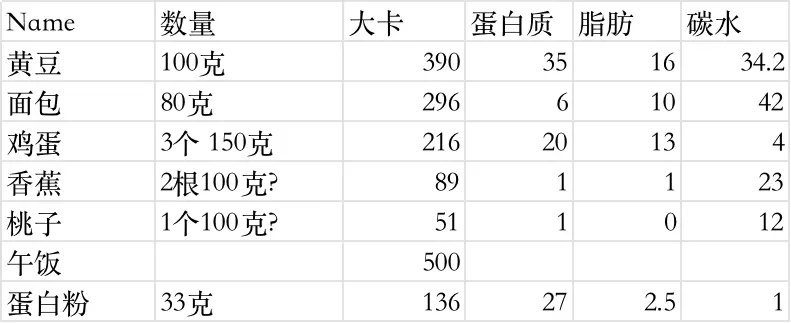 Name 数量 大卡 蛋白质 脂肪 碳水
黄豆 100克 390 35 16 34.2
面包 80克 296 6 10 42
鸡蛋 3个 150克 216 20 13 4
香蕉 2根100克? 89 1 1 23
桃子 1个100克? 51 1 0 12
午饭 500
蛋白粉 33克 136 27 2.5 1